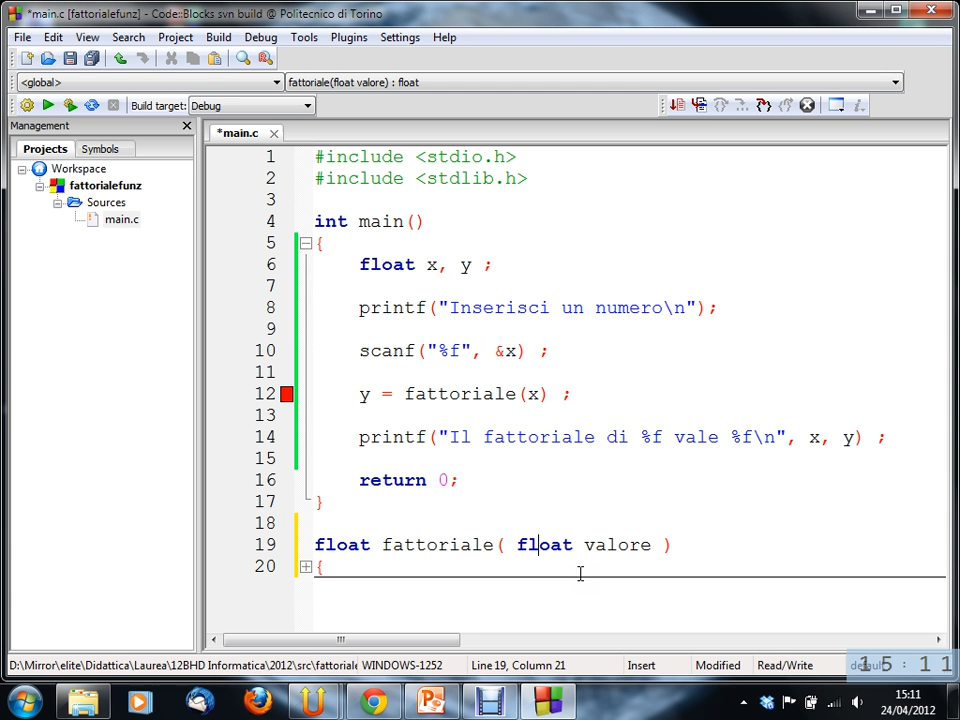 *main.c [fattorialefunz] - Code::Blocks svn build @ Politecnico di Torino
File Edit View Search Project Build Debug Tools Plugins Settings Help
<global> fattoriale(float valore) : float
Build target: Debug
Management
*main.c
Projects Symbols
Workspace
fattorialefunz
Sources
main.c
1 #include <stdio.h>
2 #include <stdlib.h>
3
4 int main()
5 {
6 float x, y ;
7
8 printf("Inserisci un numero\n");
9
10 scanf("%f", &x) ;
11
12 y = fattoriale(x) ;
13
14 printf("Il fattoriale di %f vale %f\n", x, y) ;
15
16 return 0;
17 }
18
19 float fattoriale( float valore )
20 {
D:\Mirror\elite\Didattica\Laurea\12BHD Informatica\2012\src\fattoriale WINDOWS-1252 Line 19, Column 21 Insert Modified Read/Write default
15:11
15:11
24/04/2012